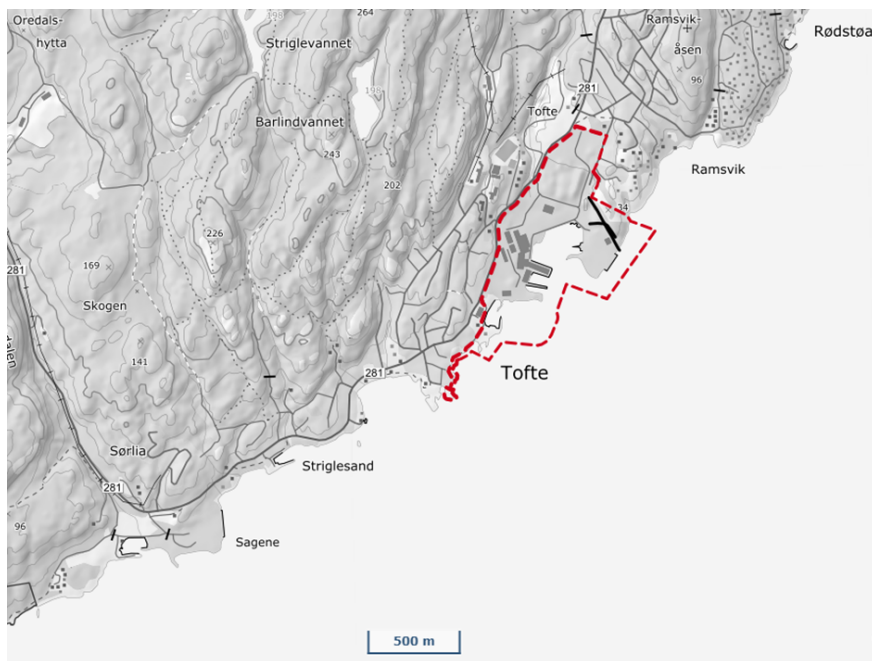 Oredals-
hytta
198
264
Ramsvik-
åsen
Rødstøa
Striglevannet
96
281
Tofte
198
Barlindvannet
243
202
Ramsvik
34
226
281
169
Skogen
141
281
Tofte
Sørlia
Striglesand
281
96
Sagene
500 m